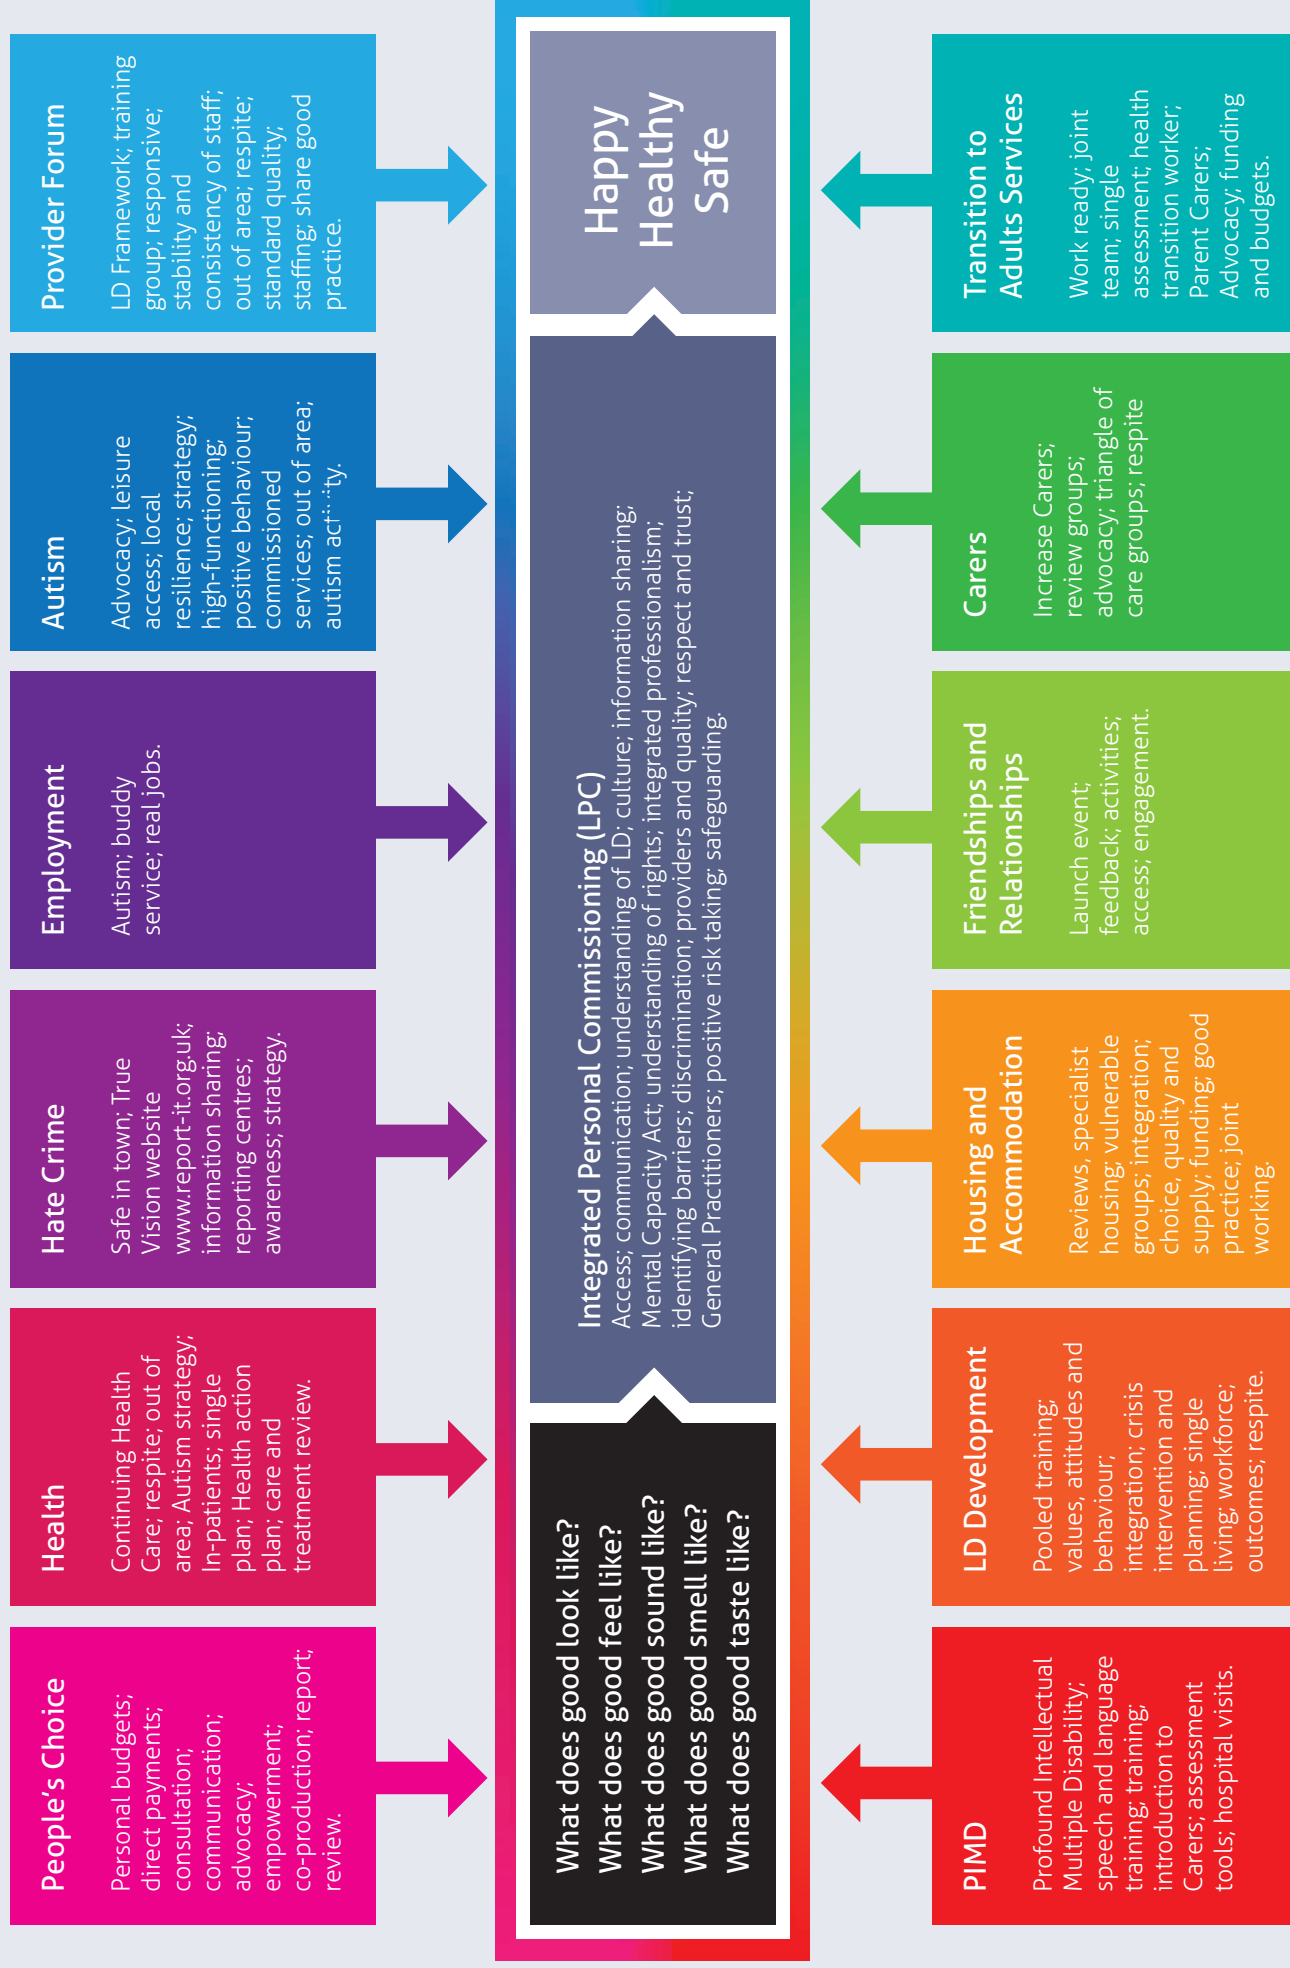 People's Choice
Personal budgets;
direct payments;
consultation;
communication;
advocacy;
empowerment;
co-production; report;
review.
Health
Continuing Health
Care; respite; out of
area; Autism strategy;
In-patients; single
plan; Health action
plan; care and
treatment review.
Hate Crime
Safe in town; True
Vision website
www.report-it.org.uk;
information sharing;
reporting centres;
awareness; strategy.
Employment
Autism; buddy
service; real jobs.
Autism
Advocacy; leisure
access; local
resilience; strategy;
high-functioning;
positive behaviour;
commissioned
services; out of area;
autism
Provider Forum
LD Framework; training
group; responsive;
stability and
consistency of staff;
out of area; respite;
standard quality;
staffing; share good
practice.
What does good look like?
What does good feel like?
What does good sound like?
What does good smell like?
What does good taste like?
Integrated Personal Commissioning (LPC)
Access; communication; understanding of LD; culture; information sharing;
Mental Capacity Act; understanding of rights; integrated professionalism;
identifying barriers; discrimination; providers and quality; respect and trust;
General Practitioners; positive risk taking; safeguarding.
Happy
Healthy
Safe
PIMD
Profound Intellectual
Multiple Disability;
speech and language
training; training;
introduction to
Carers; assessment
tools; hospital visits.
LD Development
Pooled training;
values, attitudes and
behaviour;
integration; crisis
intervention and
planning; single
living; workforce;
outcomes; respite.
Housing and
Accommodation
Reviews, specialist
housing; vulnerable
groups; integration;
choice, quality and
supply; funding; good
practice; joint
working.
Friendships and
Relationships
Launch event;
feedback; activities;
access; engagement.
Carers
Increase Carers;
review groups;
advocacy; triangle of
care groups; respite
Transition to
Adults Services
Work ready; joint
team; single
assessment; health
transition worker;
Parent Carers;
Advocacy; funding
and budgets.